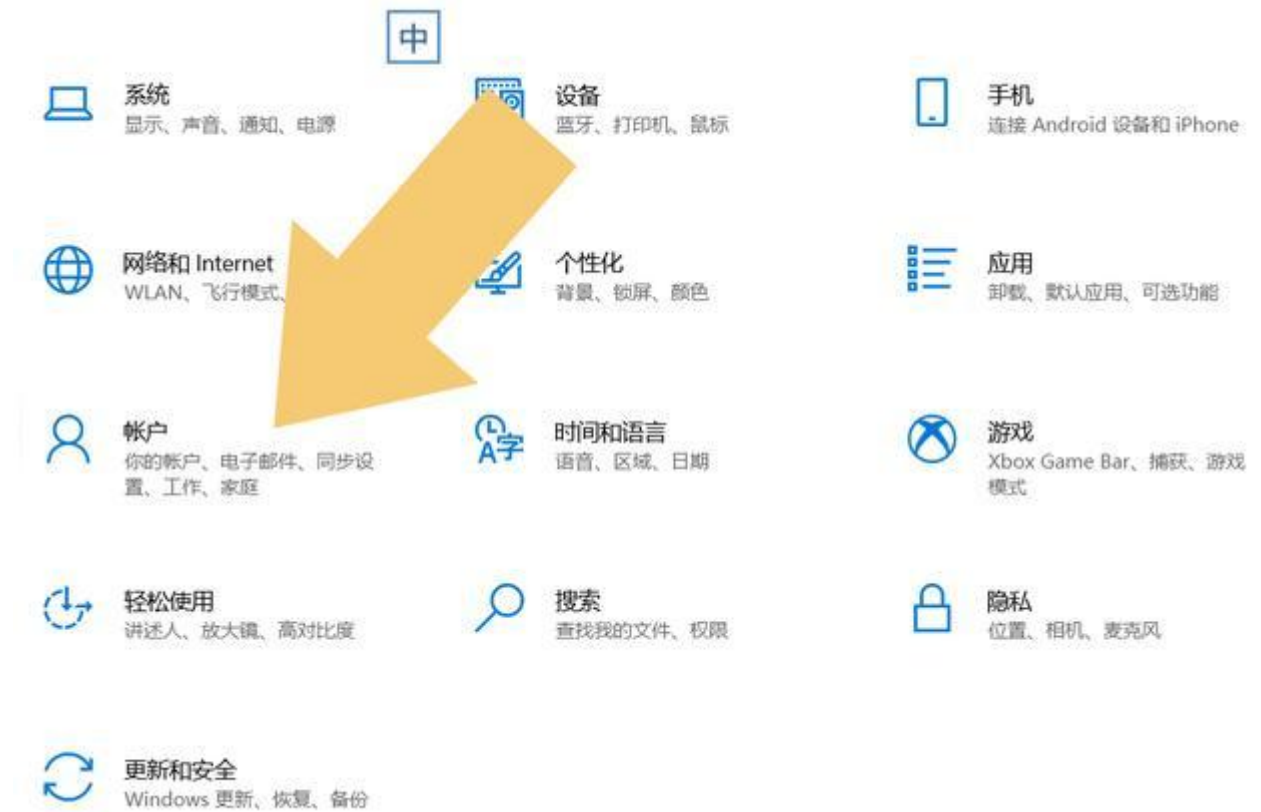 中
系统
显示、声音、通知、电源
设备
蓝牙、打印机、鼠标
手机
连接 Android 设备和 iPhone
网络和 Internet
WLAN、飞行模式、
个性化
背景、锁屏、颜色
应用
卸载、默认应用、可选功能
帐户
你的帐户、电子邮件、同步设
置、工作、家庭
时间和语言
语音、区域、日期
游戏
Xbox Game Bar、捕获、游戏
模式
轻松使用
讲述人、放大镜、高对比度
搜索
查找我的文件、权限
隐私
位置、相机、麦克风
更新和安全
Windows 更新、恢复、备份